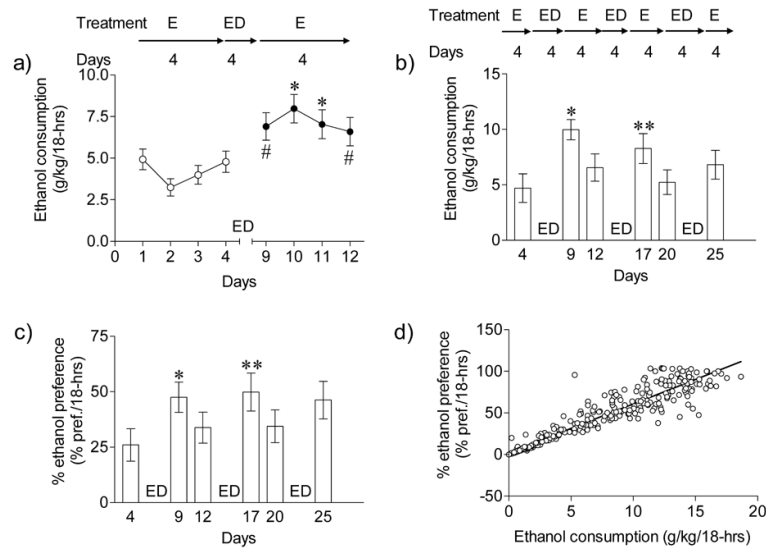 Treatment E ED E
Days 4 4 4
a)
Ethanol consumption
(g/kg/18-hrs)
10.0
7.5
5.0
2.5
0.0
* *
# #
ED
0 1 2 3 4 9 10 11 12
Days
Treatment E ED E ED E ED E
Days 4 4 4 4 4 4 4
b)
Ethanol consumption
(g/kg/18-hrs)
15
10
5
0
* **
ED ED ED
4 9 12 17 20 25
Days
c)
% ethanol preference
(% pref./18-hrs)
75
50
25
0
* **
ED ED ED
4 9 12 17 20 25
Days
d)
% ethanol preference
(% pref./18-hrs)
150
100
50
0
-50
0 5 10 15 20
Ethanol consumption (g/kg/18-hrs)